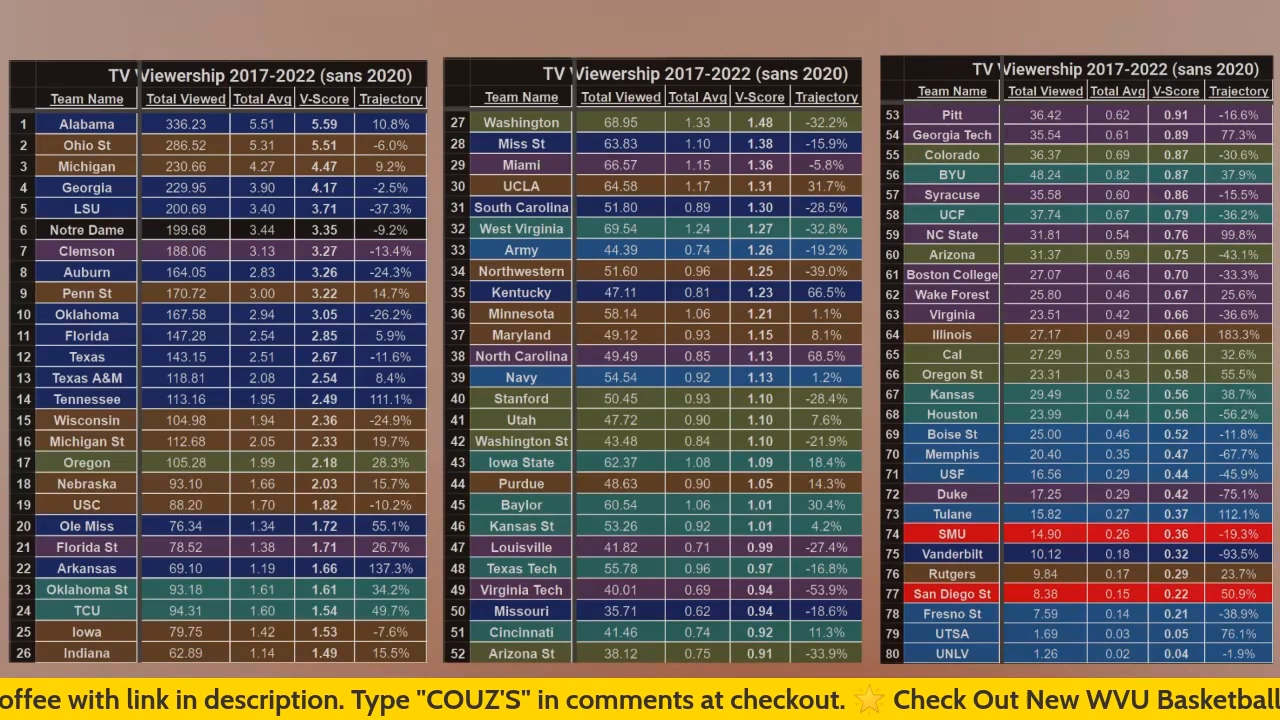 TV Viewership 2017-2022 (sans 2020)
Team Name Total Viewed Total Avg V-Score Trajectory
1 Alabama 336.23 5.51 5.59 10.8%
2 Ohio St 286.52 5.31 5.51 -6.0%
3 Michigan 230.66 4.27 4.47 9.2%
4 Georgia 229.95 3.90 4.17 -2.5%
5 LSU 200.69 3.40 3.71 -37.3%
6 Notre Dame 199.68 3.44 3.35 -9.2%
7 Clemson 188.06 3.13 3.27 -13.4%
8 Auburn 164.05 2.83 3.26 -24.3%
9 Penn St 170.72 3.00 3.22 14.7%
10 Oklahoma 167.58 2.94 3.05 -26.2%
11 Florida 147.28 2.54 2.85 5.9%
12 Texas 143.15 2.51 2.67 -11.6%
13 Texas A&M 118.81 2.08 2.54 8.4%
14 Tennessee 113.16 1.95 2.49 111.1%
15 Wisconsin 104.98 1.94 2.36 -24.9%
16 Michigan St 112.68 2.05 2.33 19.7%
17 Oregon 105.28 1.99 2.18 28.3%
18 Nebraska 93.10 1.66 2.03 15.7%
19 USC 88.20 1.70 1.82 -10.2%
20 Ole Miss 76.34 1.34 1.72 55.1%
21 Florida St 78.52 1.38 1.71 26.7%
22 Arkansas 69.10 1.19 1.66 137.3%
23 Oklahoma St 93.18 1.61 1.61 34.2%
24 TCU 94.31 1.60 1.54 49.7%
25 Iowa 79.75 1.42 1.53 -7.6%
26 Indiana 62.89 1.14 1.49 15.5%
TV Viewership 2017-2022 (sans 2020)
Team Name Total Viewed Total Avg V-Score Trajectory
27 Washington 68.95 1.33 1.48 -32.2%
28 Miss St 63.83 1.10 1.38 -15.9%
29 Miami 66.57 1.15 1.36 -5.8%
30 UCLA 64.58 1.17 1.31 31.7%
31 South Carolina 51.80 0.89 1.30 -28.5%
32 West Virginia 69.54 1.24 1.27 -32.8%
33 Army 44.39 0.74 1.26 -19.2%
34 Northwestern 51.60 0.96 1.25 -39.0%
35 Kentucky 47.11 0.81 1.23 66.5%
36 Minnesota 58.14 1.06 1.21 1.1%
37 Maryland 49.12 0.93 1.15 8.1%
38 North Carolina 49.49 0.85 1.13 68.5%
39 Navy 54.54 0.92 1.13 1.2%
40 Stanford 50.45 0.93 1.10 -28.4%
41 Utah 47.72 0.90 1.10 7.6%
42 Washington St 43.48 0.84 1.10 -21.9%
43 Iowa State 62.37 1.08 1.09 18.4%
44 Purdue 48.63 0.90 1.05 14.3%
45 Baylor 60.54 1.06 1.01 30.4%
46 Kansas St 53.26 0.92 1.01 4.2%
47 Louisville 41.82 0.71 0.99 -27.4%
48 Texas Tech 55.78 0.96 0.97 -16.8%
49 Virginia Tech 40.01 0.69 0.94 -53.9%
50 Missouri 35.71 0.62 0.94 -18.6%
51 Cincinnati 41.46 0.74 0.92 11.3%
52 Arizona St 38.12 0.75 0.91 -33.9%
TV Viewership 2017-2022 (sans 2020)
Team Name Total Viewed Total Avg V-Score Trajectory
53 Pitt 36.42 0.62 0.91 -16.6%
54 Georgia Tech 35.54 0.61 0.89 77.3%
55 Colorado 36.37 0.69 0.87 -30.6%
56 BYU 48.24 0.82 0.87 37.9%
57 Syracuse 35.58 0.60 0.86 -15.5%
58 UCF 37.74 0.67 0.79 -36.2%
59 NC State 31.81 0.54 0.76 99.8%
60 Arizona 31.37 0.59 0.75 -43.1%
61 Boston College 27.07 0.46 0.70 -33.3%
62 Wake Forest 25.80 0.46 0.67 25.6%
63 Virginia 23.51 0.42 0.66 -36.6%
64 Illinois 27.17 0.49 0.66 183.3%
65 Cal 27.29 0.53 0.66 32.6%
66 Oregon St 23.31 0.43 0.58 55.5%
67 Kansas 29.49 0.52 0.56 38.7%
68 Houston 23.99 0.44 0.56 -56.2%
69 Boise St 25.00 0.46 0.52 -11.8%
70 Memphis 20.40 0.35 0.47 -67.7%
71 USF 16.56 0.29 0.44 -45.9%
72 Duke 17.25 0.29 0.42 -75.1%
73 Tulane 15.82 0.27 0.37 112.1%
74 SMU 14.90 0.26 0.36 -19.3%
75 Vanderbilt 10.12 0.18 0.32 -93.5%
76 Rutgers 9.84 0.17 0.29 23.7%
77 San Diego St 8.38 0.15 0.22 50.9%
78 Fresno St 7.59 0.14 0.21 -38.9%
79 UTSA 1.69 0.03 0.05 76.1%
80 UNLV 1.26 0.02 0.04 -1.9%
offee with link in description. Type "COUZ'S" in comments at checkout. 🌟 Check Out New WVU Basketball